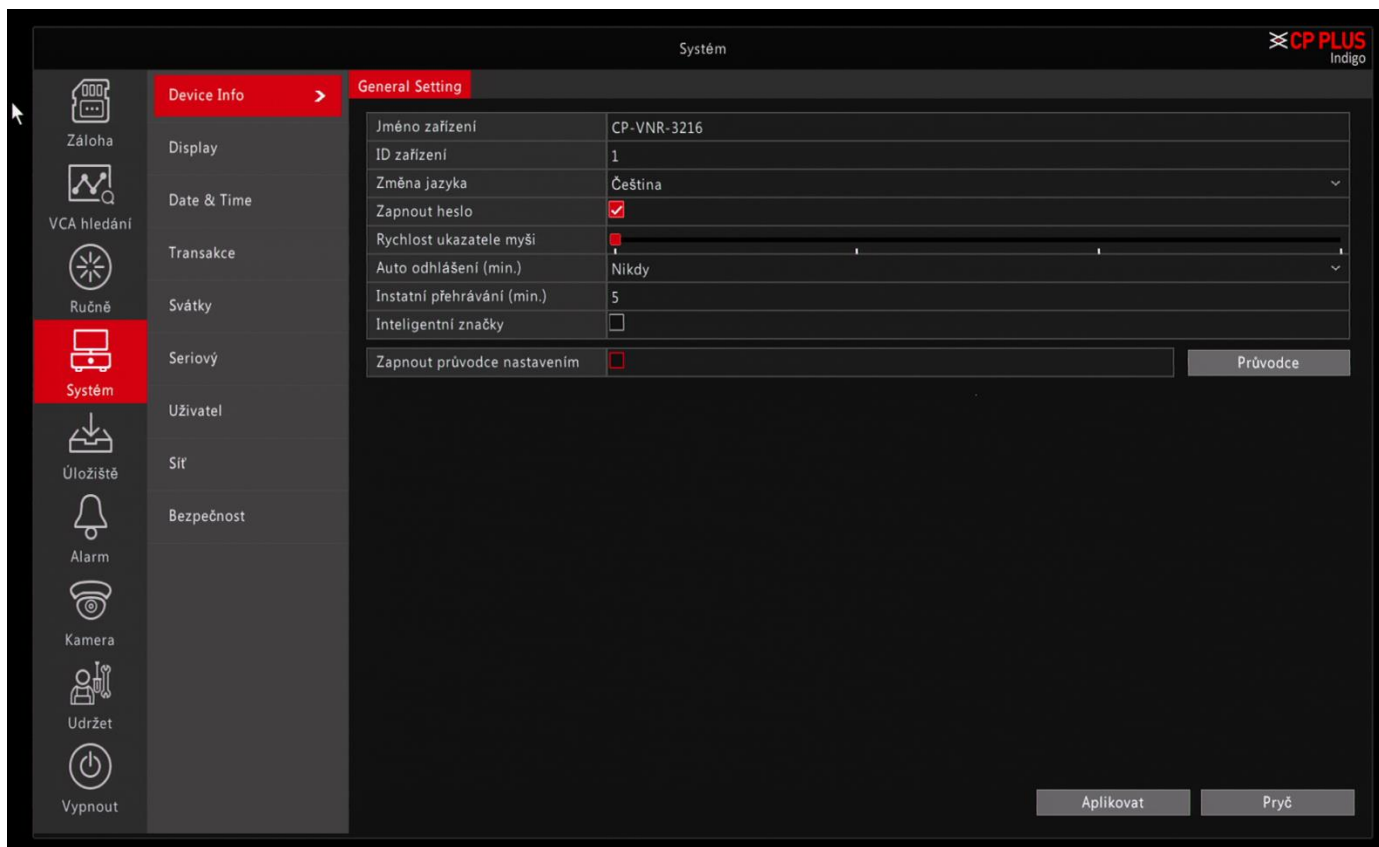 Systém
CP PLUS
Indigo
Záloha
VCA hledání
Ručně
Systém
Úložiště
Alarm
Kamera
Udržet
Vypnout
Device Info
Display
Date & Time
Transakce
Svátky
Seriový
Uživatel
Síť
Bezpečnost
General Setting
Jméno zařízení CP-VNR-3216
ID zařízení 1
Změna jazyka Čeština
Zapnout heslo
Rychlost ukazatele myši
Auto odhlášení (min.) Nikdy
Instatní přehrávání (min.) 5
Inteligentní značky
Zapnout průvodce nastavením Průvodce
Aplikovat Pryč